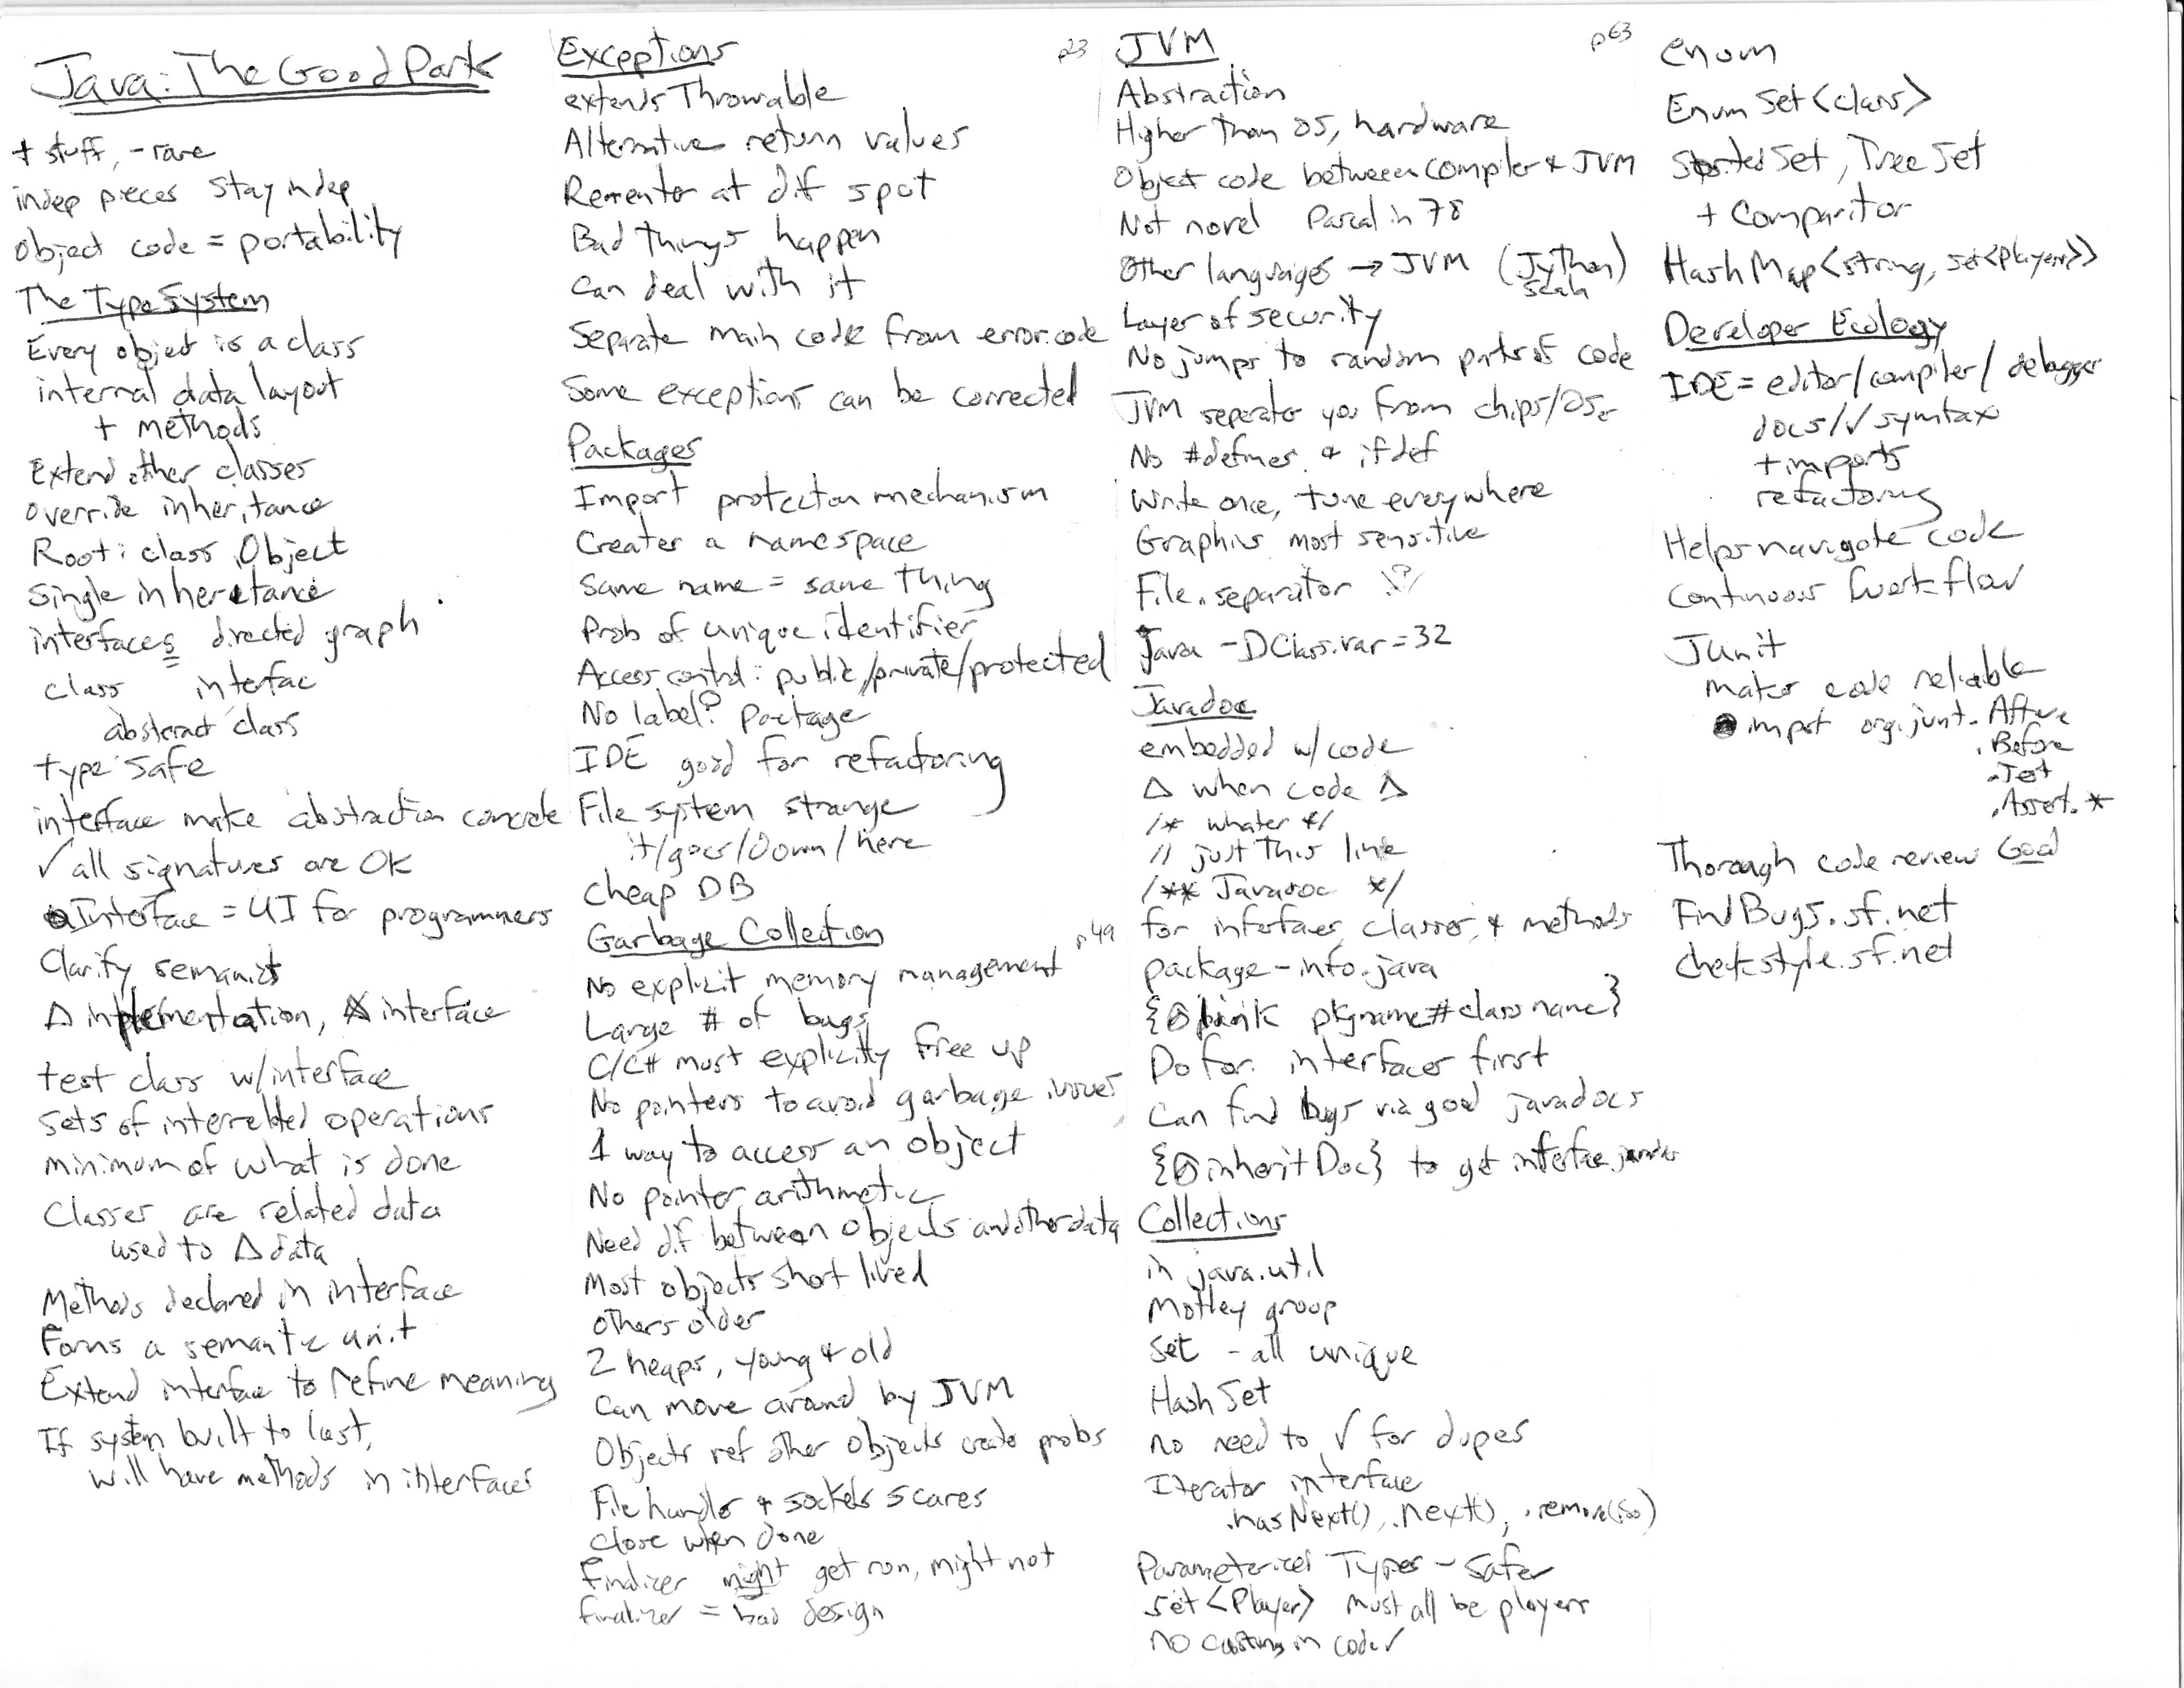 Java: The Good Park
+ stuff, - rare
indep pieces stay indep
object code = portability
The Type System
Every object is a class
internal data layout
+ methods
Extend other classes
override inheritance
Root: class Object
Single inheretance
interfaces directed graph
class interfac
abstract class
type safe
interface make abstraction concrete
✓ all signatures are OK
Interface = UI for programmers
Clarify semantics
Δ implementation, Δ interface
test class w/interface
Sets of interrelated operations
minimum of what is done
Classes are related data
used to Δ data
Methods declared in interface
Forms a semantic unit
Extend interface to refine meaning
If system built to last,
will have methods in interfaces
Exceptions p23
extends Throwable
Alternative return values
Reenter at dif spot
Bad things happen
Can deal with it
Separate main code from error code
Some exceptions can be corrected
Packages
Import protection mechanism
Creates a namespace
Same name = same thing
Prob of unique identifier
Access control: public/private/protected
No label? package
IDE good for refactoring
File system strange
it/goes/Down/here
cheap DB
Garbage Collection p49
No explicit memory management
Large # of bugs
C/C# must explicitly free up
No pointers to avoid garbage issues
1 way to access an object
No pointer arithmetic
Need dif between objects and other data
Most objects short lived
others older
2 heaps, young + old
Can move around by JVM
Objects ref other objects create probs
File handles + sockets scares
close when done
Finalizer might get run, might not
finalizer = bad design
JVM p63
Abstraction
Higher than OS, hardware
Object code between compiler + JVM
Not novel Pascal in 78
Other languages → JVM (Jython)
Scala
Layer of security
No jumps to random parts of code
JVM seperates you from chips/OSes
No #defines + ifdef
Write once, tune everywhere
Graphics most sensitive
File.separator
Java -DClass.var=32
Javadoc
embedded w/code
Δ when code Δ
/* whater */
// just this line
/** Javadoc */
for interfaces, classes, + methods
package-info.java
{@link pkgname#classname}
Do for interfaces first
Can find bugs via good javadocs
{@inheritDoc} to get interface javadocs
Collections
in java.util
Motley group
Set - all unique
HashSet
no need to ✓ for dupes
Iterator interface
.hasNext(), .next(), .remove(foo)
Parameterized Types - Safer
Set<Player> must all be players
no casting in code ✓
enum
Enum Set<class>
SortedSet, TreeSet
+ Comparitor
HashMap<string, set<player>>
Developer Ecology
IDE = editor/compiler/debugger
docs/✓ symtax
+ imports
refactoring
Helps navigate code
Continuous workflow
JUnit
makes code reliable
import org.junit.After
.Before
.Test
.Assert.*
Thorough code review Good
FindBugs.sf.net
checkstyle.sf.net